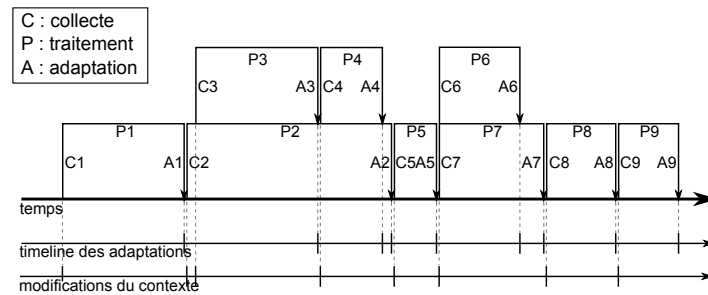 C : collecte
P : traitement
A : adaptation
P3 P4 P6
C3 A3 C4 A4 C6 A6
P1 P2 P5 P7 P8 P9
C1 A1 C2 A2 C5A5 C7 A7 C8 A8 C9 A9
temps
timeline des adaptations
modifications du contexte